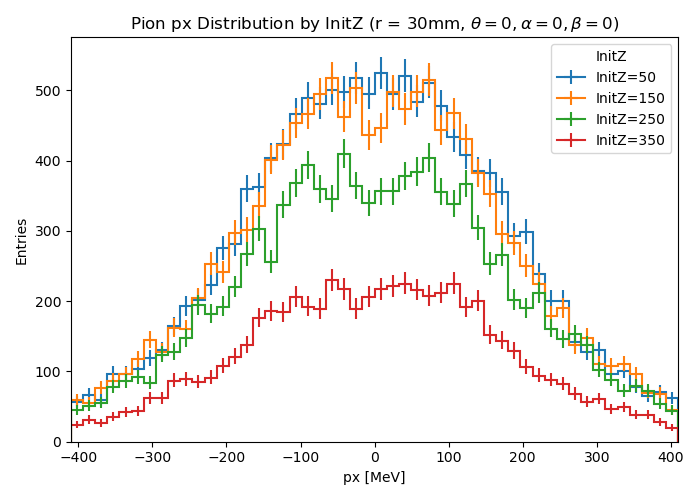 Pion px Distribution by InitZ (r = 30mm, θ = 0, α = 0, β = 0)
InitZ
InitZ=50
InitZ=150
InitZ=250
InitZ=350
Entries
500
400
300
200
100
0
−400
−300
−200
−100
0
100
200
300
400
px [MeV]